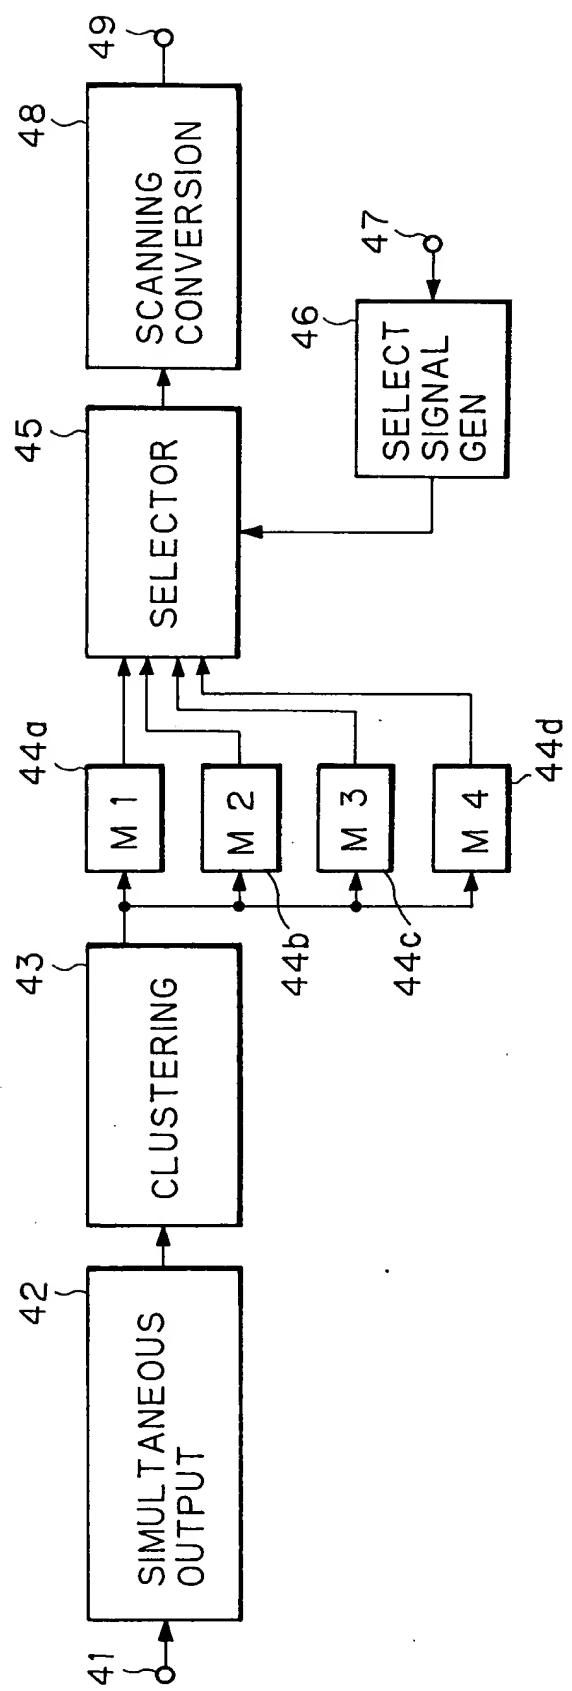 41
42
SIMULTANEOUS
OUTPUT
43
CLUSTERING
44a
M 1
44b
M 2
44c
M 3
44d
M 4
45
SELECTOR
46
SELECT
SIGNAL
GEN
47
48
SCANNING
CONVERSION
49